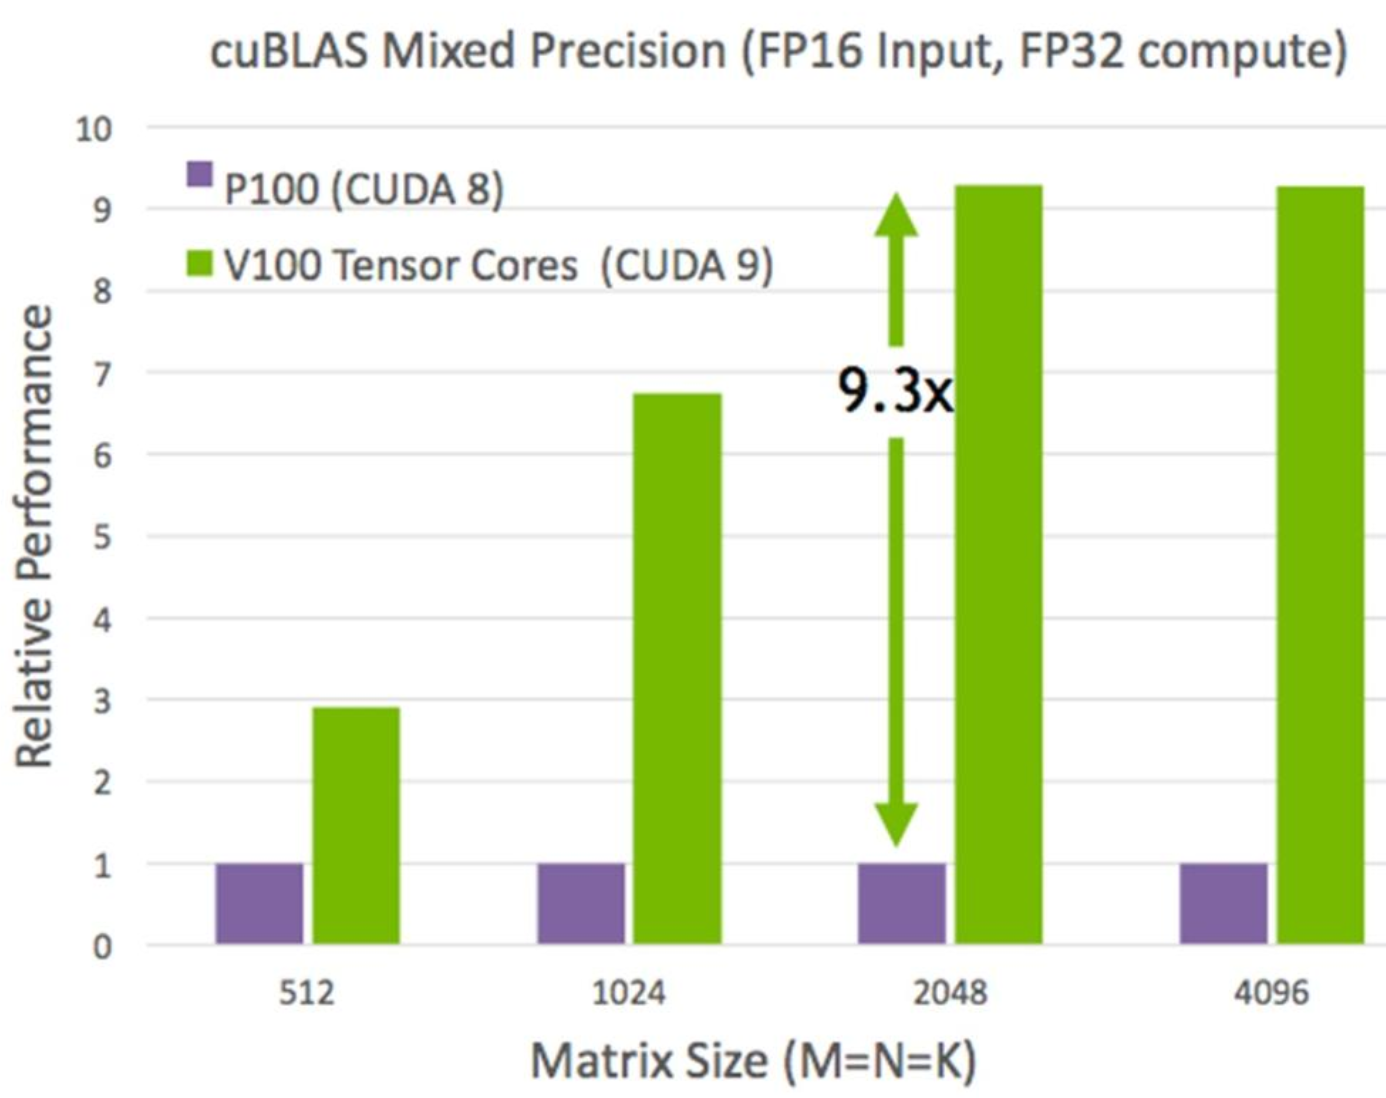 cuBLAS Mixed Precision (FP16 Input, FP32 compute)
10
9
8
7
6
5
4
3
2
1
0
Relative Performance
P100 (CUDA 8)
V100 Tensor Cores (CUDA 9)
9.3x
512 1024 2048 4096
Matrix Size (M=N=K)